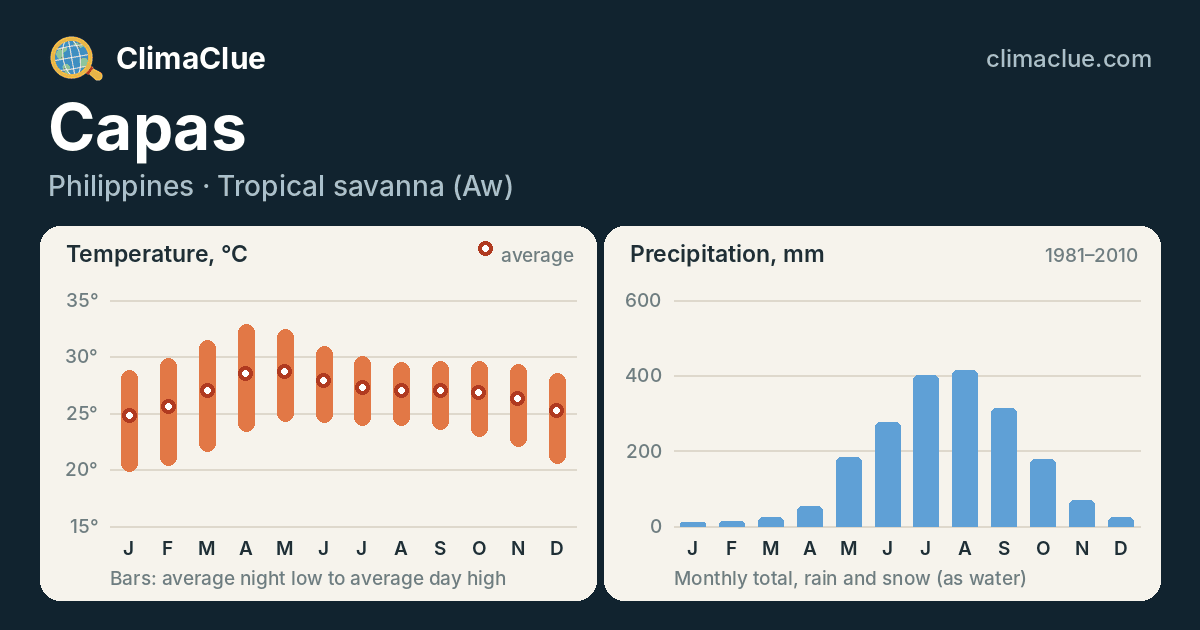 ClimaClue
climaclue.com
Capas
Philippines · Tropical savanna (Aw)
Temperature, °C
average
35°
30°
25°
20°
15°
J F M A M J J A S O N D
Bars: average night low to average day high
Precipitation, mm
1981–2010
600
400
200
0
J F M A M J J A S O N D
Monthly total, rain and snow (as water)